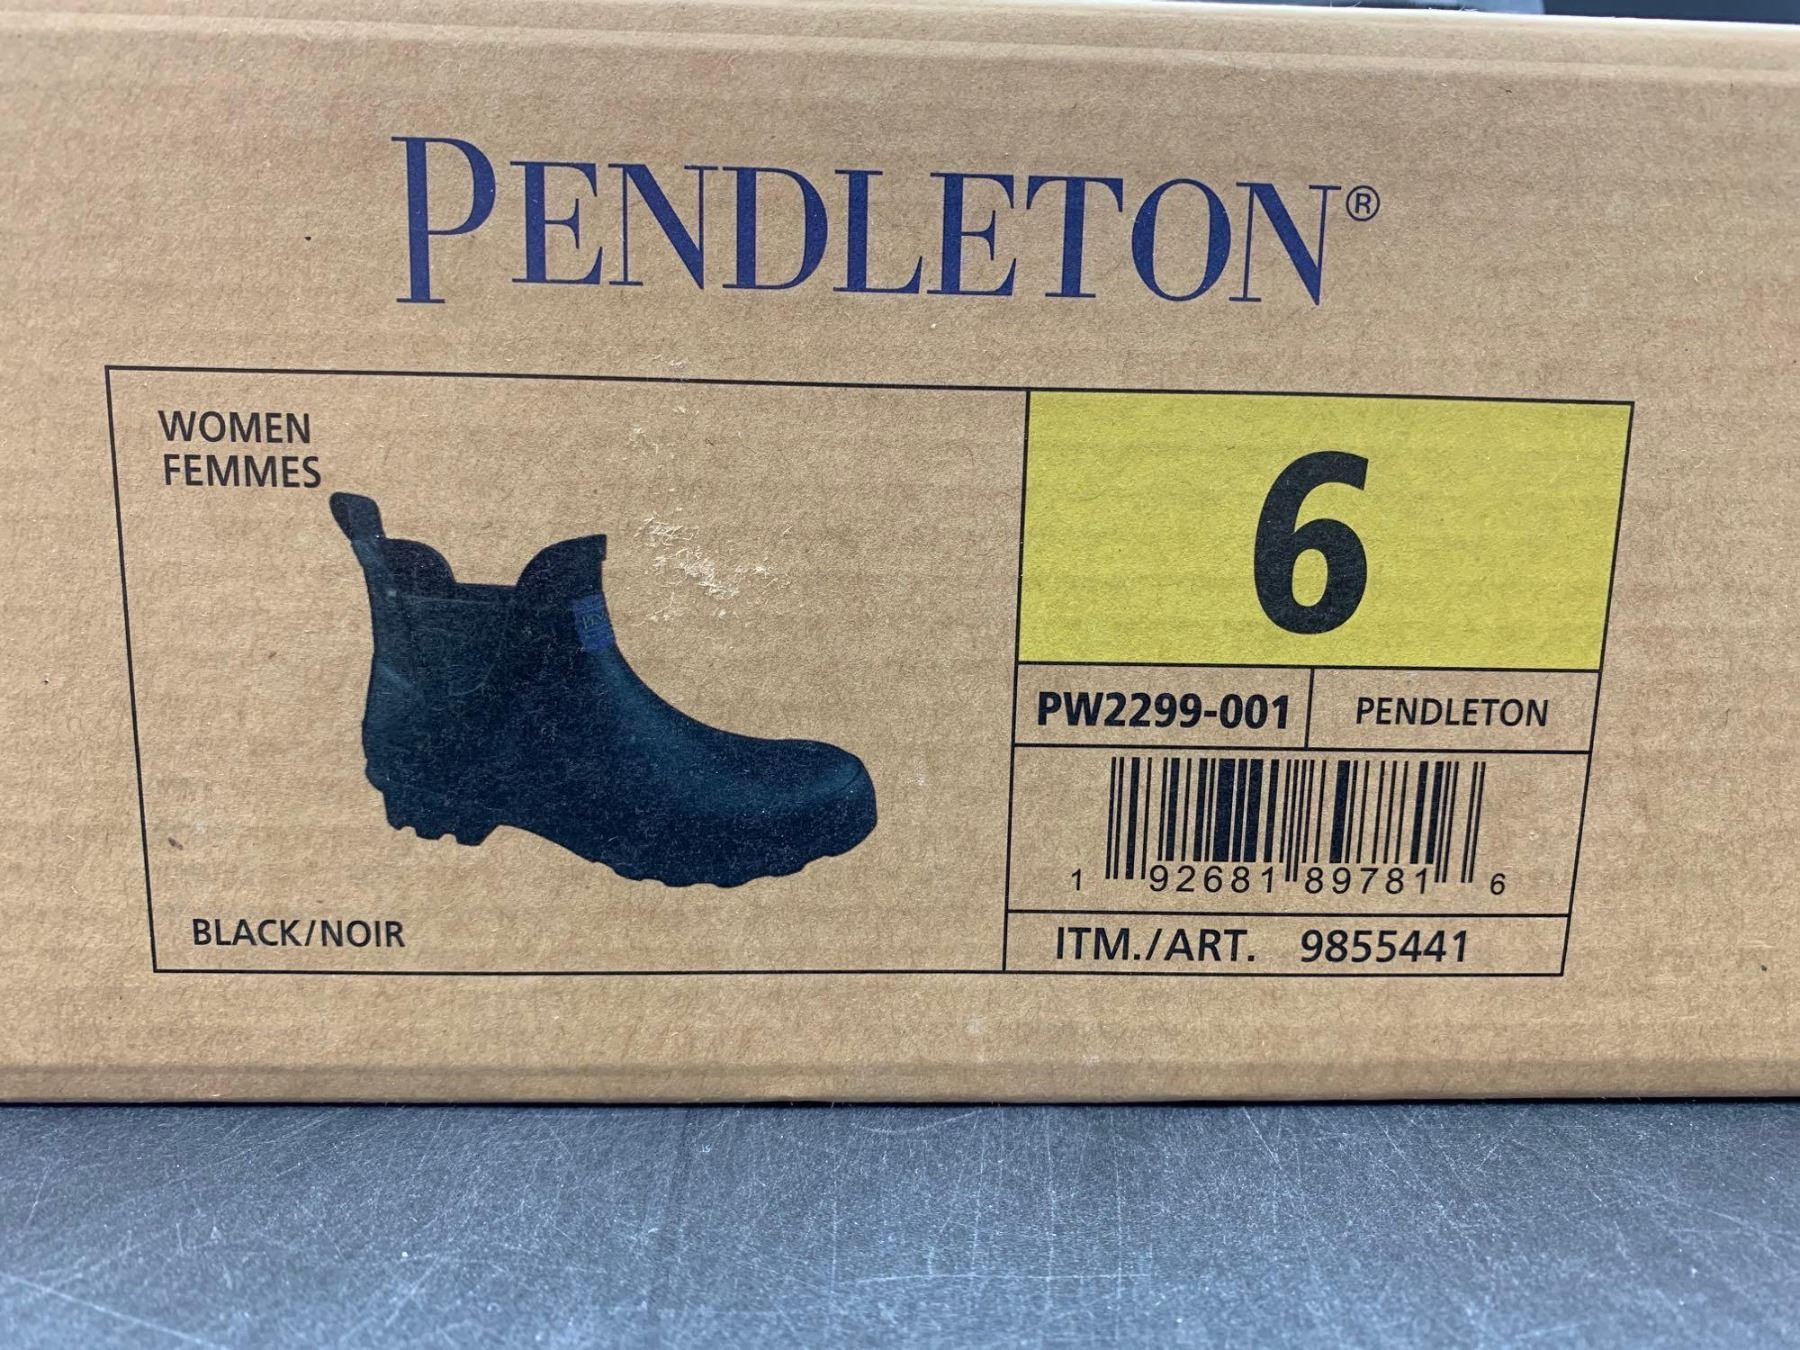 PENDLETON®
WOMEN
FEMMES
BLACK/NOIR
6
PW2299-001 PENDLETON
1 92681 89781 6
ITM./ART. 9855441